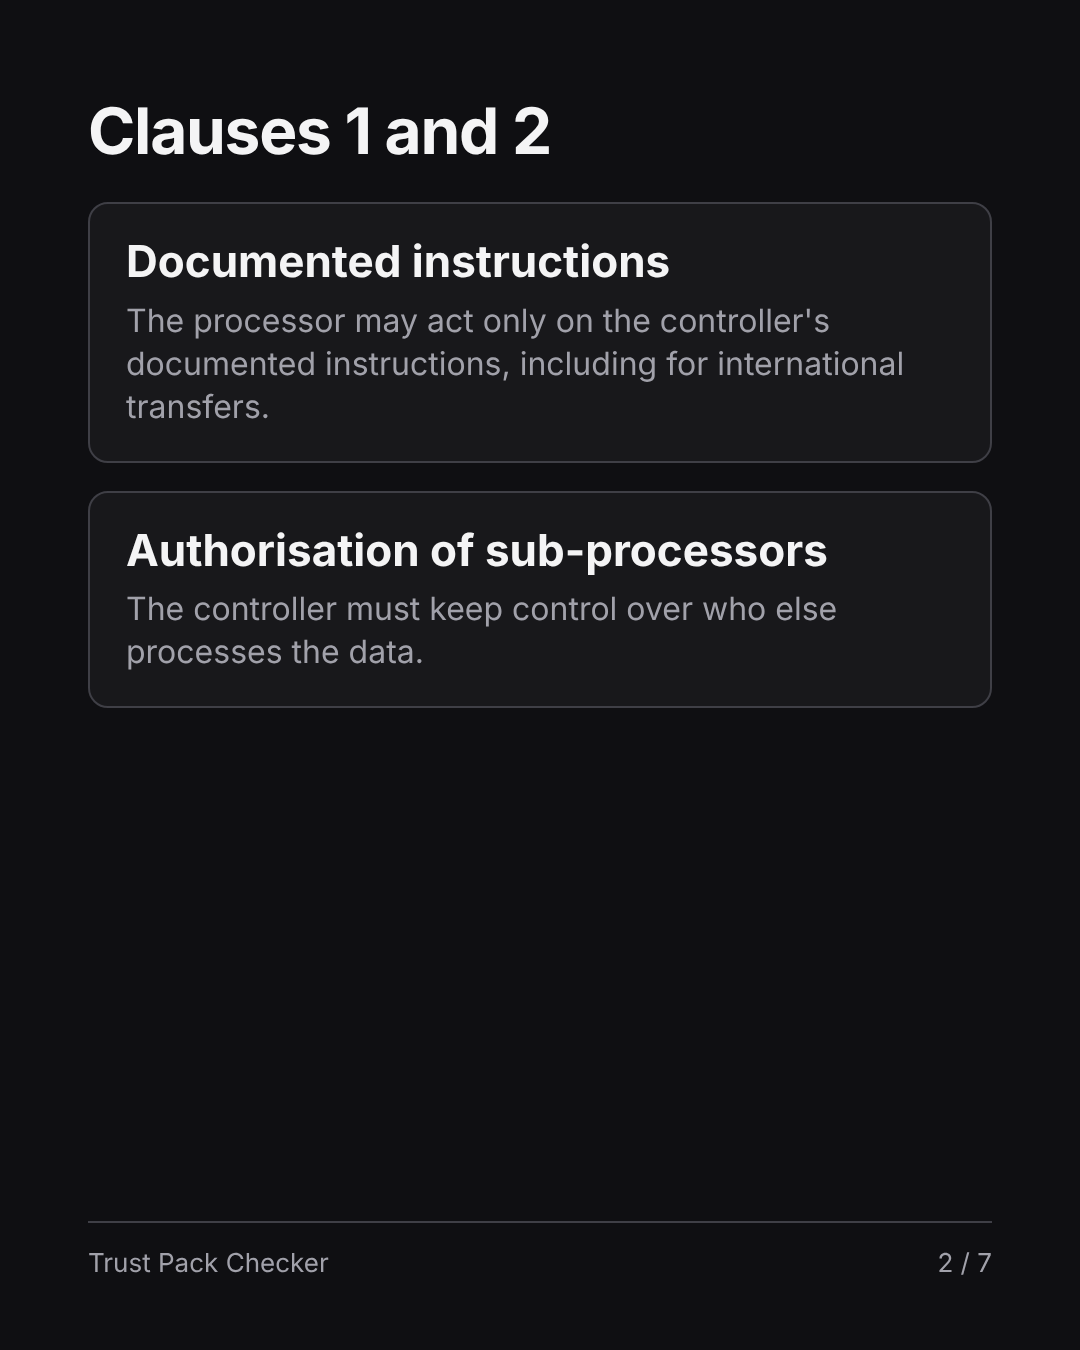 Clauses 1 and 2
Documented instructions
The processor may act only on the controller's
documented instructions, including for international
transfers.
Authorisation of sub-processors
The controller must keep control over who else
processes the data.
Trust Pack Checker
2 / 7